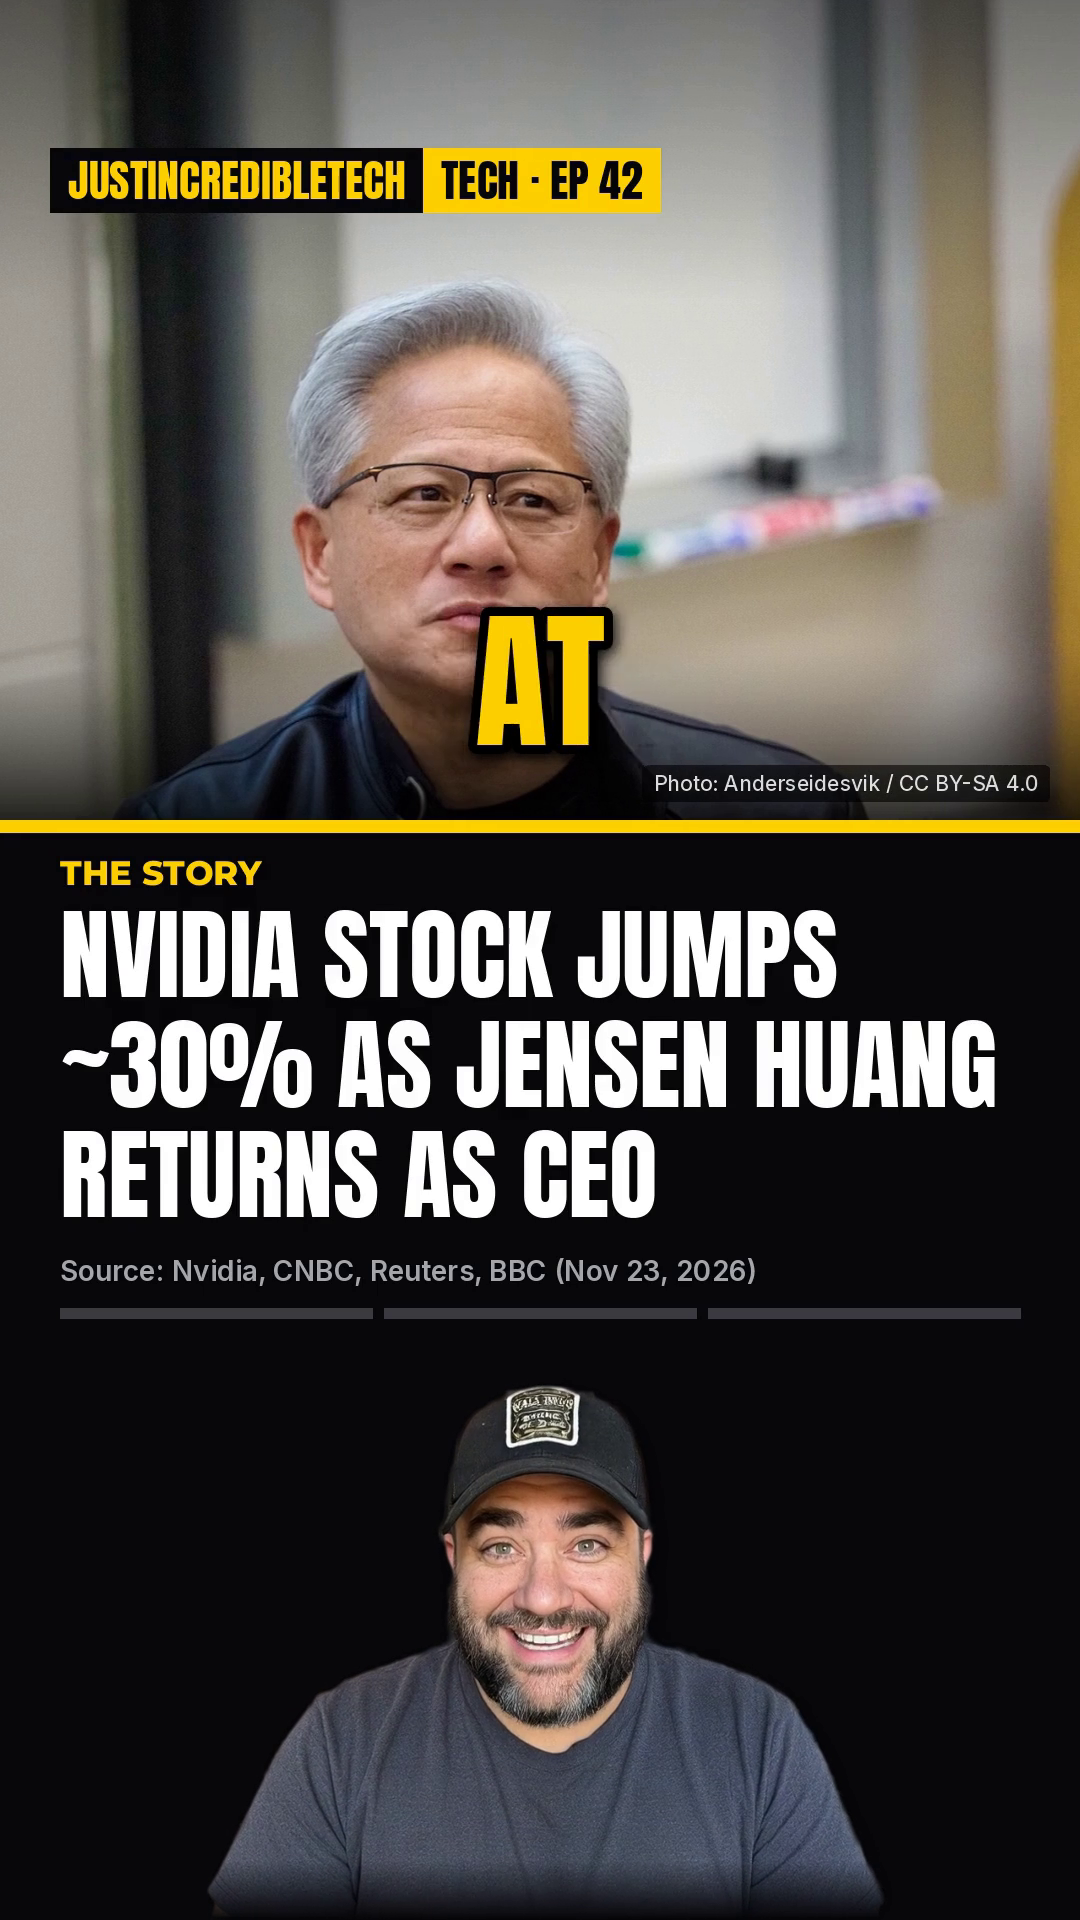 JUSTINCREDIBLETECH TECH · EP 42
AT
Photo: Anderseidesvik / CC BY-SA 4.0
THE STORY
NVIDIA STOCK JUMPS
~30% AS JENSEN HUANG
RETURNS AS CEO
Source: Nvidia, CNBC, Reuters, BBC (Nov 23, 2026)